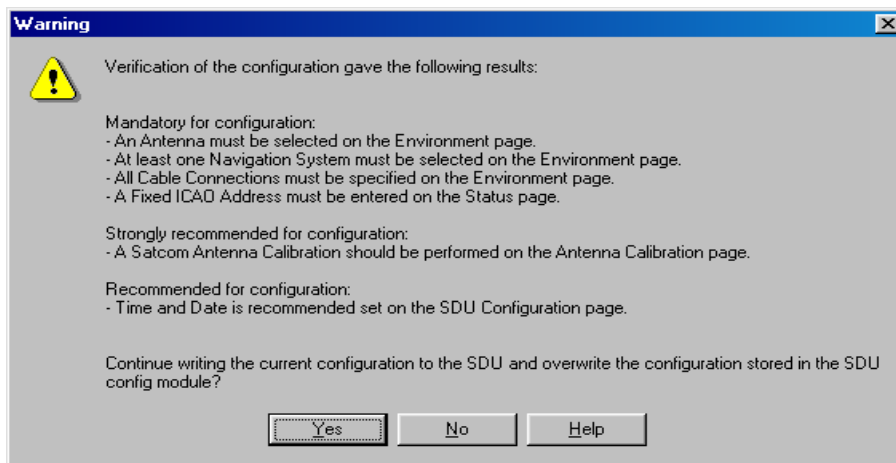 Warning
Verification of the configuration gave the following results:
Mandatory for configuration:
- An Antenna must be selected on the Environment page.
- At least one Navigation System must be selected on the Environment page.
- All Cable Connections must be specified on the Environment page.
- A Fixed ICAO Address must be entered on the Status page.
Strongly recommended for configuration:
- A Satcom Antenna Calibration should be performed on the Antenna Calibration page.
Recommended for configuration:
- Time and Date is recommended set on the SDU Configuration page.
Continue writing the current configuration to the SDU and overwrite the configuration stored in the SDU
config module?
Yes No Help